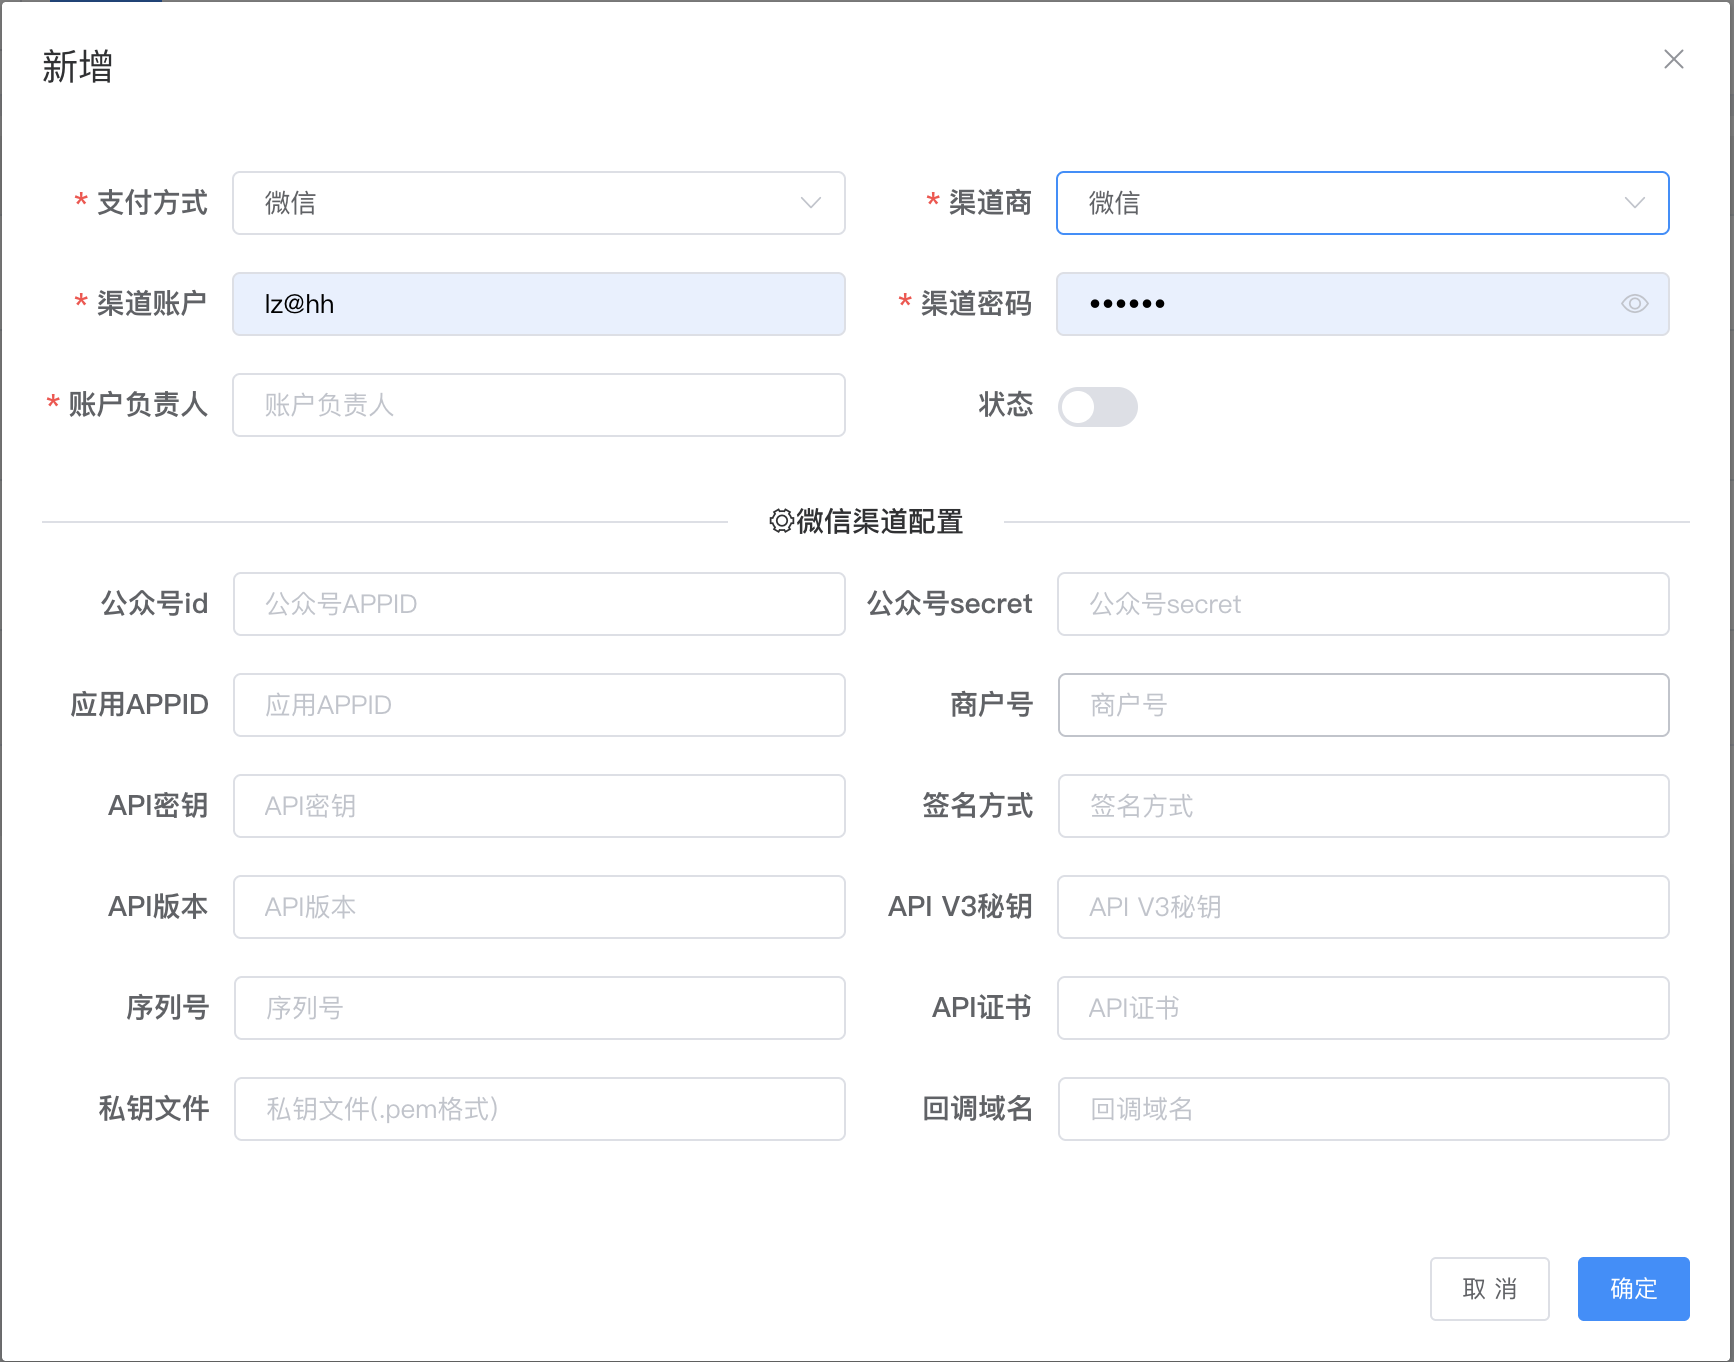 新增
* 支付方式 微信 * 渠道商 微信
* 渠道账户 lz@hh * 渠道密码 ••••••
* 账户负责人 账户负责人 状态
微信渠道配置
公众号id 公众号APPID 公众号secret 公众号secret
应用APPID 应用APPID 商户号 商户号
API密钥 API密钥 签名方式 签名方式
API版本 API版本 API V3秘钥 API V3秘钥
序列号 序列号 API证书 API证书
私钥文件 私钥文件(.pem格式) 回调域名 回调域名
取 消 确定